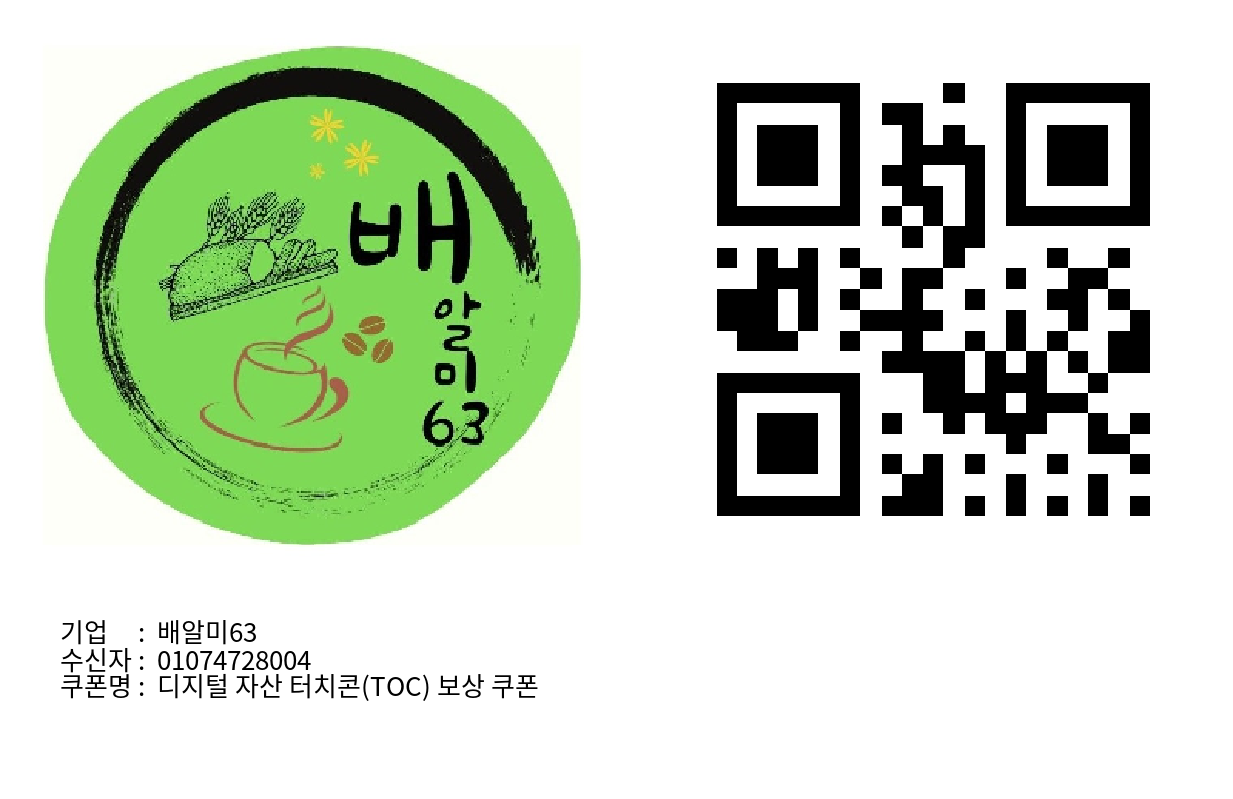 배
알
미
63
기업 : 배알미63
수신자 : 01074728004
쿠폰명 : 디지털 자산 터치콘(TOC) 보상 쿠폰